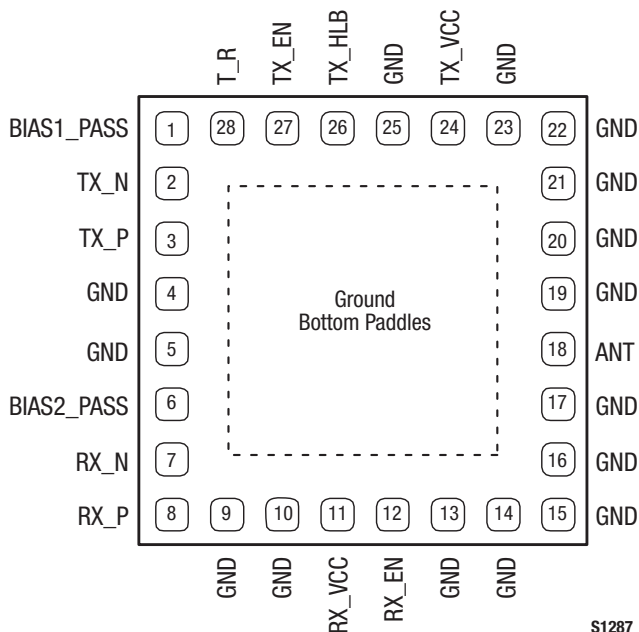 T_R
TX_EN
TX_HLB
GND
TX_VCC
GND
BIAS1_PASS 1 28 27 26 25 24 23 22 GND
TX_N 2 21 GND
TX_P 3 20 GND
GND 4 19 GND
Ground
Bottom Paddles
GND 5 18 ANT
BIAS2_PASS 6 17 GND
RX_N 7 16 GND
RX_P 8 9 10 11 12 13 14 15 GND
GND
GND
RX_VCC
RX_EN
GND
GND
S1287